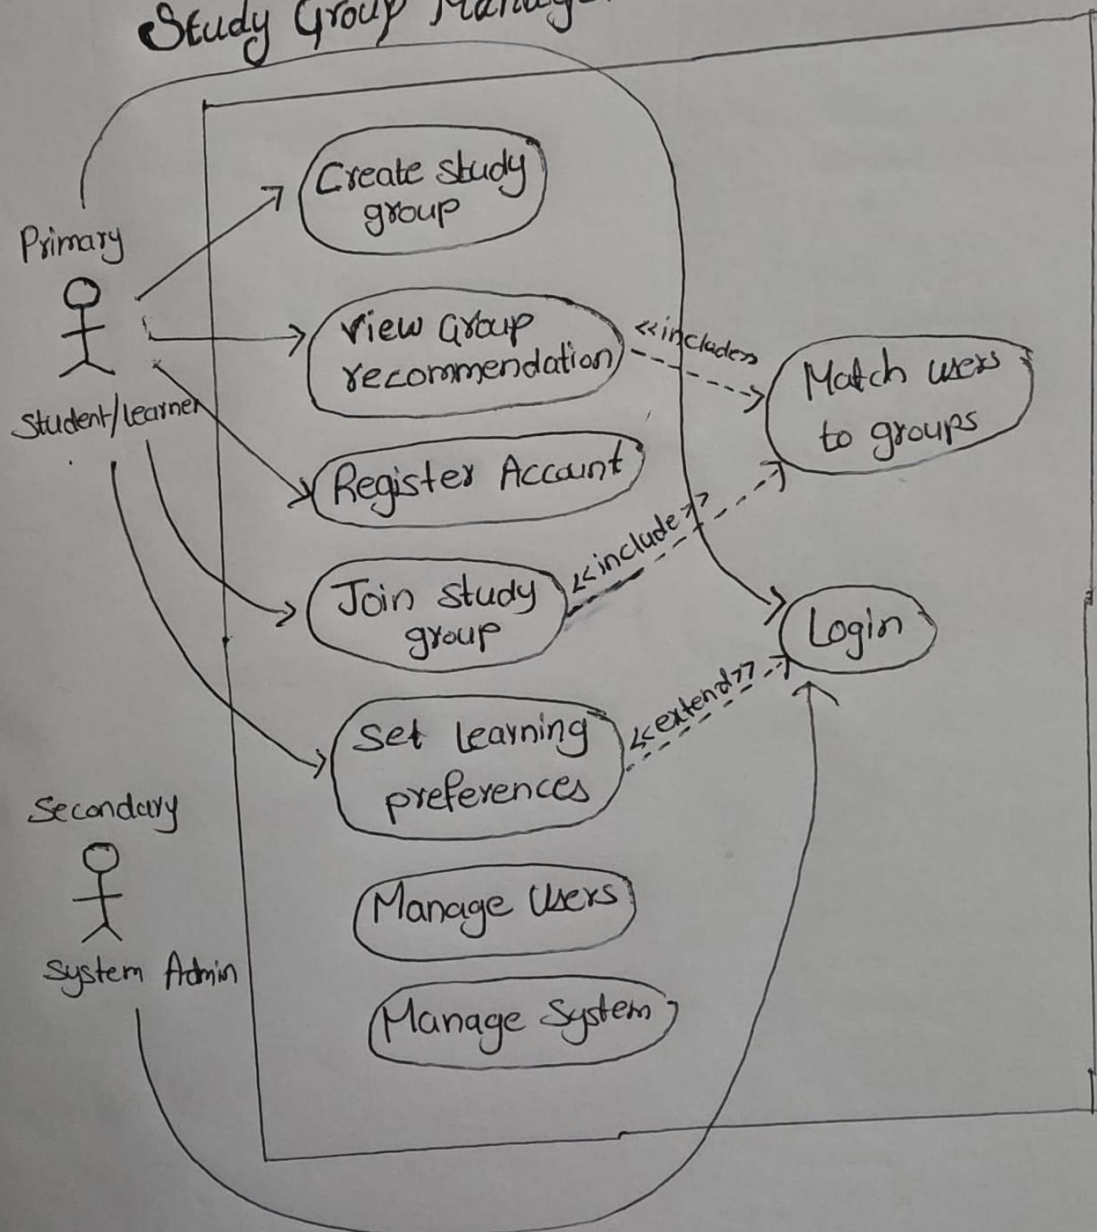 Study Group
Primary
Student/learner
Create study
group
View Group
recommendation
<<include>>
Match users
to groups
Register Account
<<include>>
Join study
group
Login
<<extend>>
Set learning
preferences
Secondary
System Admin
Manage Users
Manage System